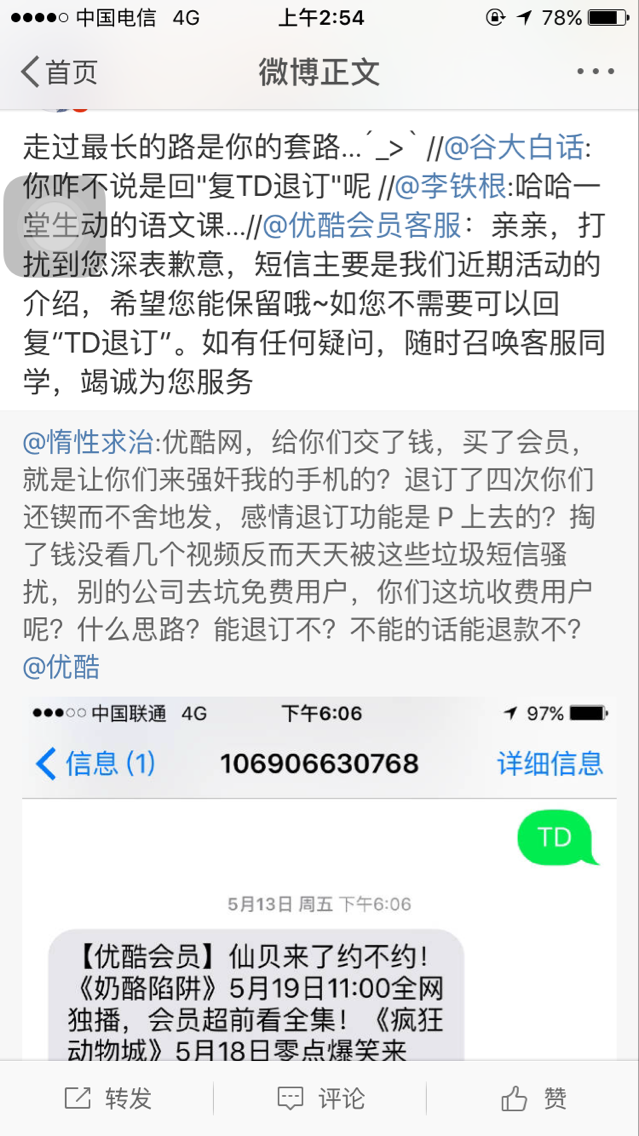 中国电信 4G 上午2:54 78%
首页 微博正文
走过最长的路是你的套路...ˊ_>ˋ //@谷大白话:
你咋不说是回"复TD退订"呢 //@李铁根:哈哈一
堂生动的语文课...//@优酷会员客服：亲亲，打
扰到您深表歉意，短信主要是我们近期活动的
介绍，希望您能保留哦~如您不需要可以回
复“TD退订”。如有任何疑问，随时召唤客服同
学，竭诚为您服务
@惰性求治:优酷网，给你们交了钱，买了会员，
就是让你们来强奸我的手机的？退订了四次你们
还锲而不舍地发，感情退订功能是 P 上去的？掏
了钱没看几个视频反而天天被这些垃圾短信骚
扰，别的公司去坑免费用户，你们这坑收费用户
呢？什么思路？能退订不？不能的话能退款不？
@优酷
中国联通 4G 下午6:06 97%
信息 (1) 106906630768 详细信息
TD
5月13日 周五 下午6:06
【优酷会员】仙贝来了约不约！
《奶酪陷阱》5月19日11:00全网
独播，会员超前看全集！《疯狂
动物城》5月18日零点爆笑来
转发 评论 赞